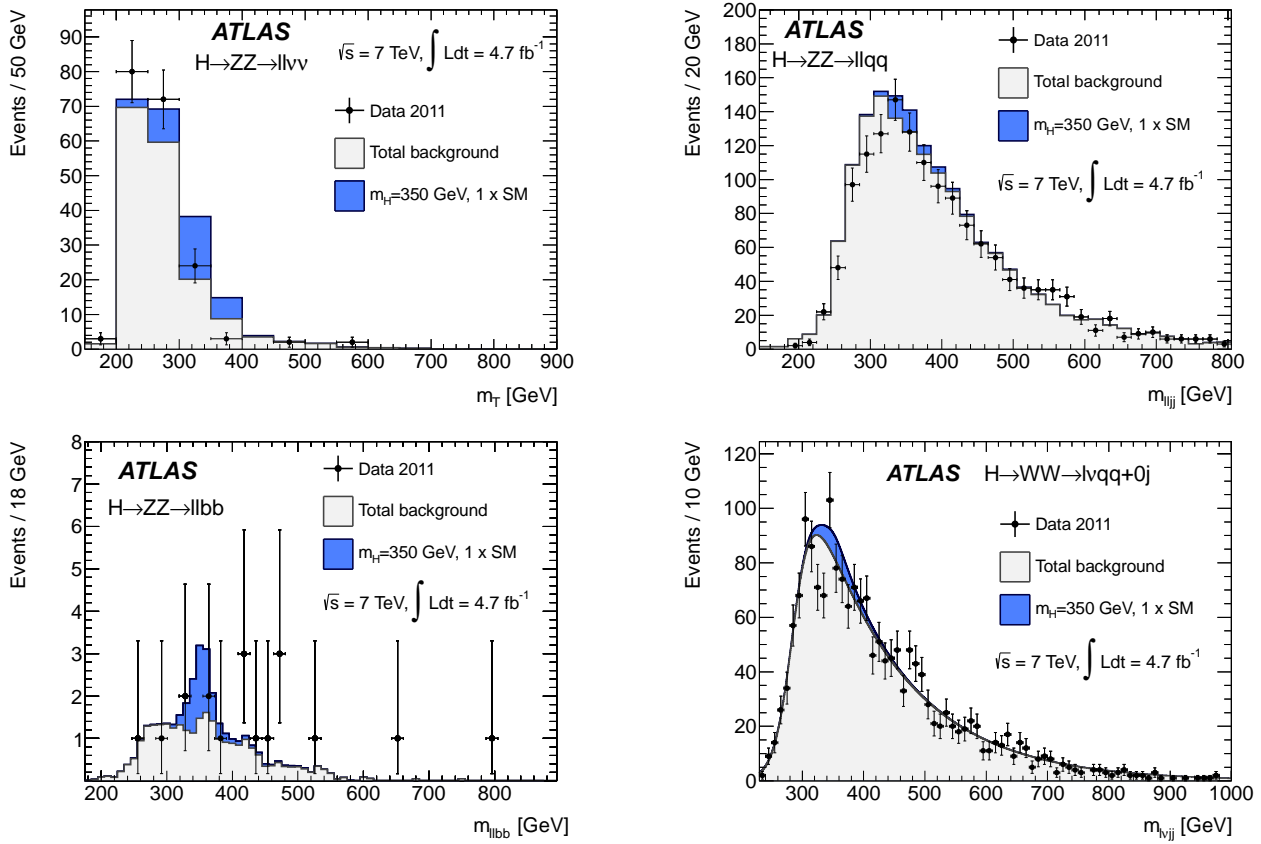 ATLAS
H→ZZ→llνν
√s = 7 TeV, ∫ Ldt = 4.7 fb⁻¹
Data 2011
Total background
m_H=350 GeV, 1 x SM
Events / 50 GeV
90
80
70
60
50
40
30
20
10
0
200 300 400 500 600 700 800 900
m_T [GeV]
ATLAS
H→ZZ→llqq
Data 2011
Total background
m_H=350 GeV, 1 x SM
√s = 7 TeV, ∫ Ldt = 4.7 fb⁻¹
Events / 20 GeV
200
180
160
140
120
100
80
60
40
20
0
200 300 400 500 600 700 800
m_lljj [GeV]
ATLAS
H→ZZ→llbb
Data 2011
Total background
m_H=350 GeV, 1 x SM
√s = 7 TeV, ∫ Ldt = 4.7 fb⁻¹
Events / 18 GeV
8
7
6
5
4
3
2
1
200 300 400 500 600 700 800
m_llbb [GeV]
ATLAS H→WW→lνqq+0j
Data 2011
Total background
m_H=350 GeV, 1 x SM
√s = 7 TeV, ∫ Ldt = 4.7 fb⁻¹
Events / 10 GeV
120
100
80
60
40
20
0
300 400 500 600 700 800 900 1000
m_lνjj [GeV]